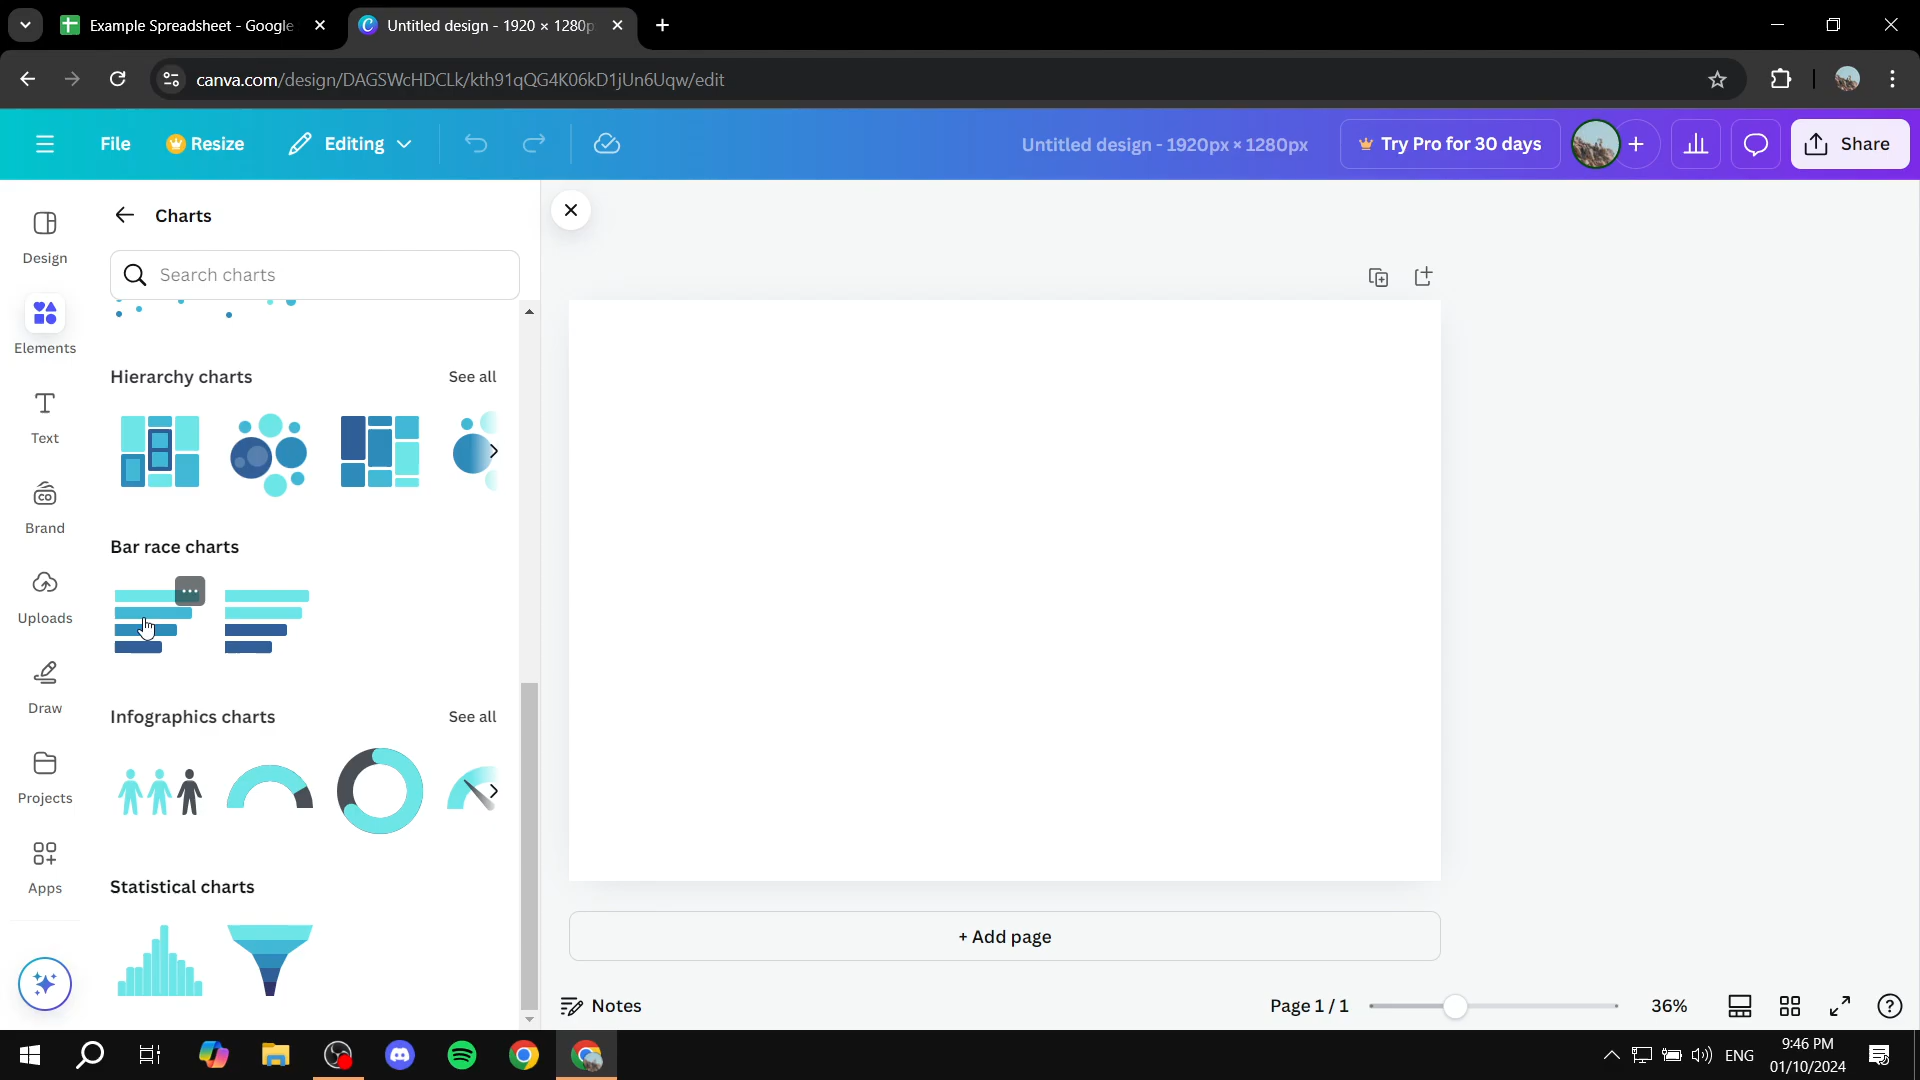 Example Spreadsheet - Google
Untitled design - 1920 × 1280p
canva.com/design/DAGSWcHDCLk/kth91qQG4K06kD1jUn6Uqw/edit
File
Resize
Editing
Untitled design - 1920px × 1280px
Try Pro for 30 days
Share
Design
Elements
Text
Brand
Uploads
Draw
Projects
Apps
Charts
Search charts
Hierarchy charts
See all
Bar race charts
Infographics charts
See all
Statistical charts
+ Add page
Notes
Page 1 / 1
36%
ENG
9:46 PM
01/10/2024